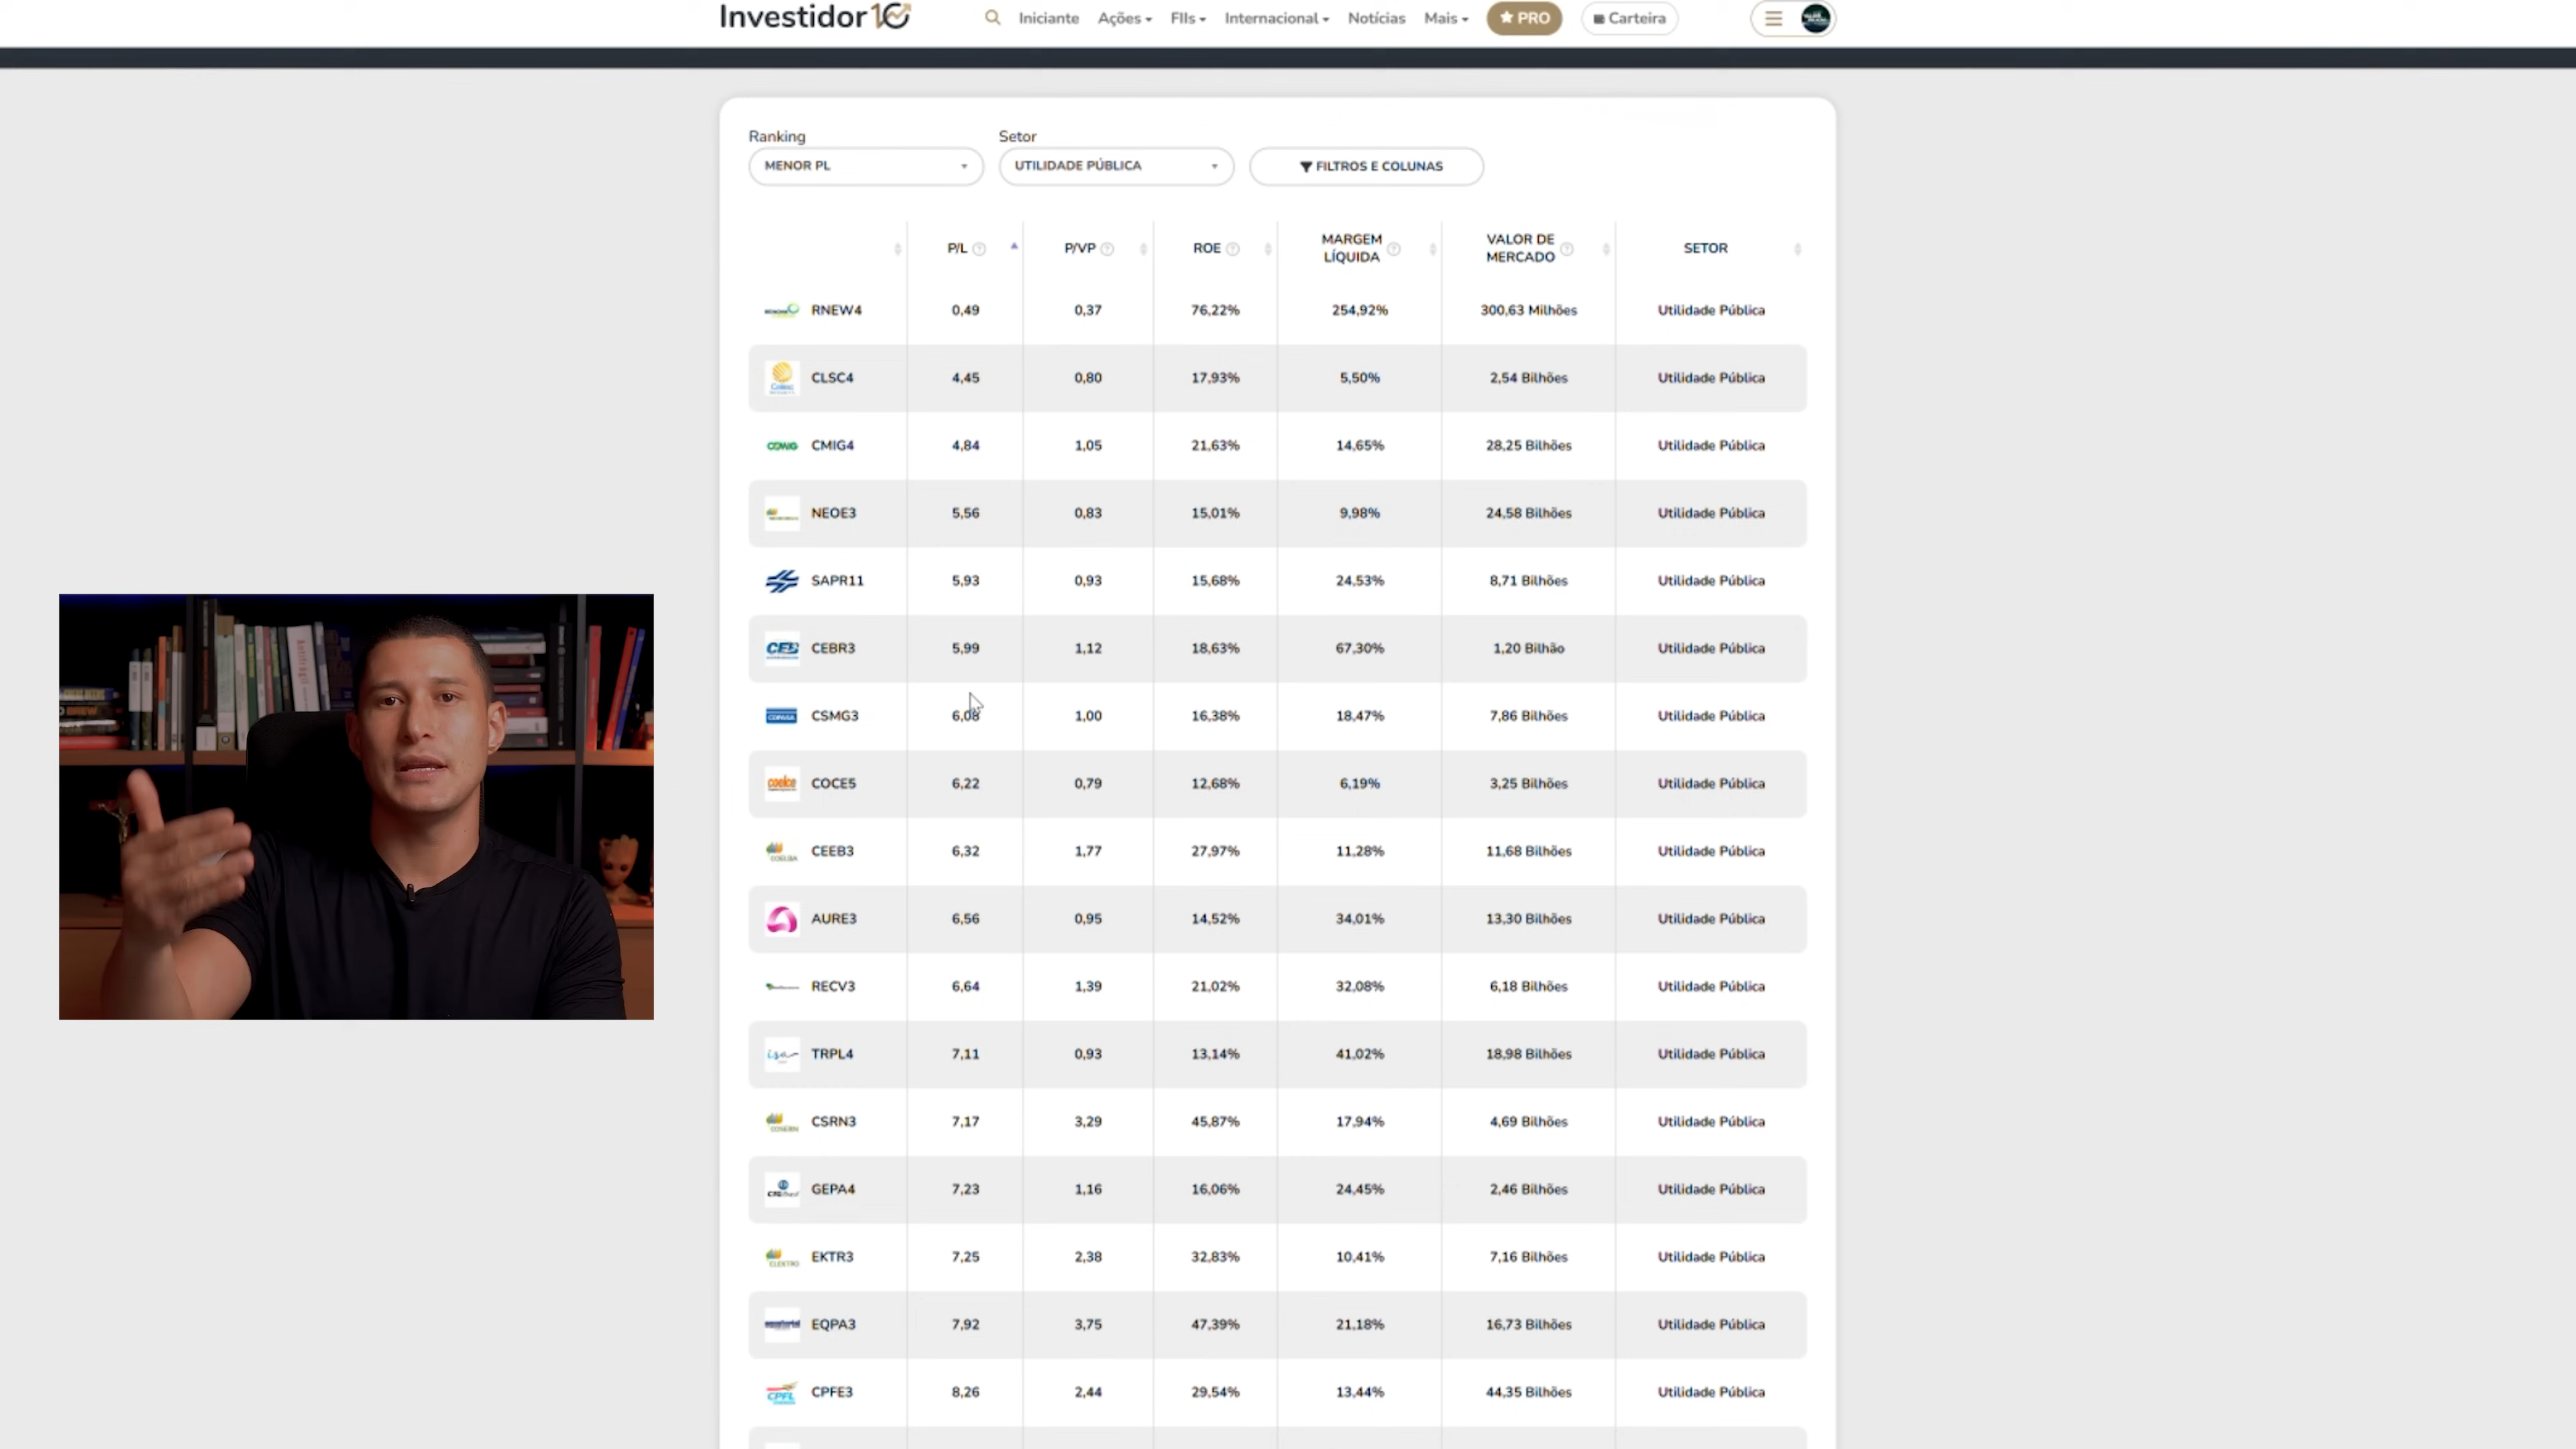 Investidor 10 Iniciante Ações FIIs Internacional Notícias Mais PRO Carteira
Ranking Setor
MENOR PL UTILIDADE PÚBLICA FILTROS E COLUNAS
P/L P/VP ROE MARGEM LÍQUIDA VALOR DE MERCADO SETOR
RNEW4 0,49 0,37 76,22% 254,92% 300,63 Milhões Utilidade Pública
CLSC4 4,45 0,80 17,93% 5,50% 2,54 Bilhões Utilidade Pública
CMIG4 4,84 1,05 21,63% 14,65% 28,25 Bilhões Utilidade Pública
NEOE3 5,56 0,83 15,01% 9,98% 24,58 Bilhões Utilidade Pública
SAPR11 5,93 0,93 15,68% 24,53% 8,71 Bilhões Utilidade Pública
CEB CEBR3 5,99 1,12 18,63% 67,30% 1,20 Bilhão Utilidade Pública
COPASA CSMG3 6,08 1,00 16,38% 18,47% 7,86 Bilhões Utilidade Pública
coelce COCE5 6,22 0,79 12,68% 6,19% 3,25 Bilhões Utilidade Pública
COELBA CEEB3 6,32 1,77 27,97% 11,28% 11,68 Bilhões Utilidade Pública
AURE3 6,56 0,95 14,52% 34,01% 13,30 Bilhões Utilidade Pública
RECV3 6,64 1,39 21,02% 32,08% 6,18 Bilhões Utilidade Pública
isa TRPL4 7,11 0,93 13,14% 41,02% 18,98 Bilhões Utilidade Pública
COSERN CSRN3 7,17 3,29 45,87% 17,94% 4,69 Bilhões Utilidade Pública
GEPA4 7,23 1,16 16,06% 24,45% 2,46 Bilhões Utilidade Pública
ELEKTRO EKTR3 7,25 2,38 32,83% 10,41% 7,16 Bilhões Utilidade Pública
EQPA3 7,92 3,75 47,39% 21,18% 16,73 Bilhões Utilidade Pública
CPFL CPFE3 8,26 2,44 29,54% 13,44% 44,35 Bilhões Utilidade Pública